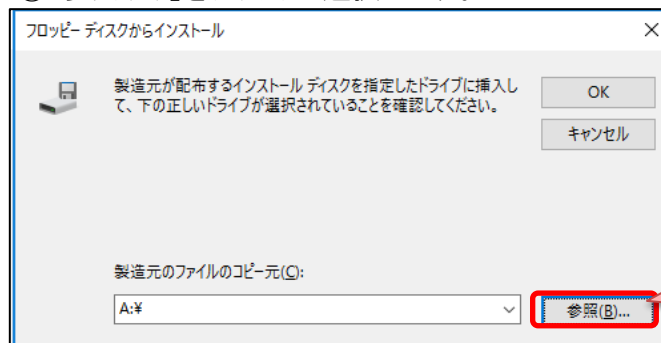 フロッピー ディスクからインストール
製造元が配布するインストール ディスクを指定したドライブに挿入し
て、下の正しいドライブが選択されていることを確認してください。
OK
キャンセル
製造元のファイルのコピー元(C):
A:¥
参照(B)...